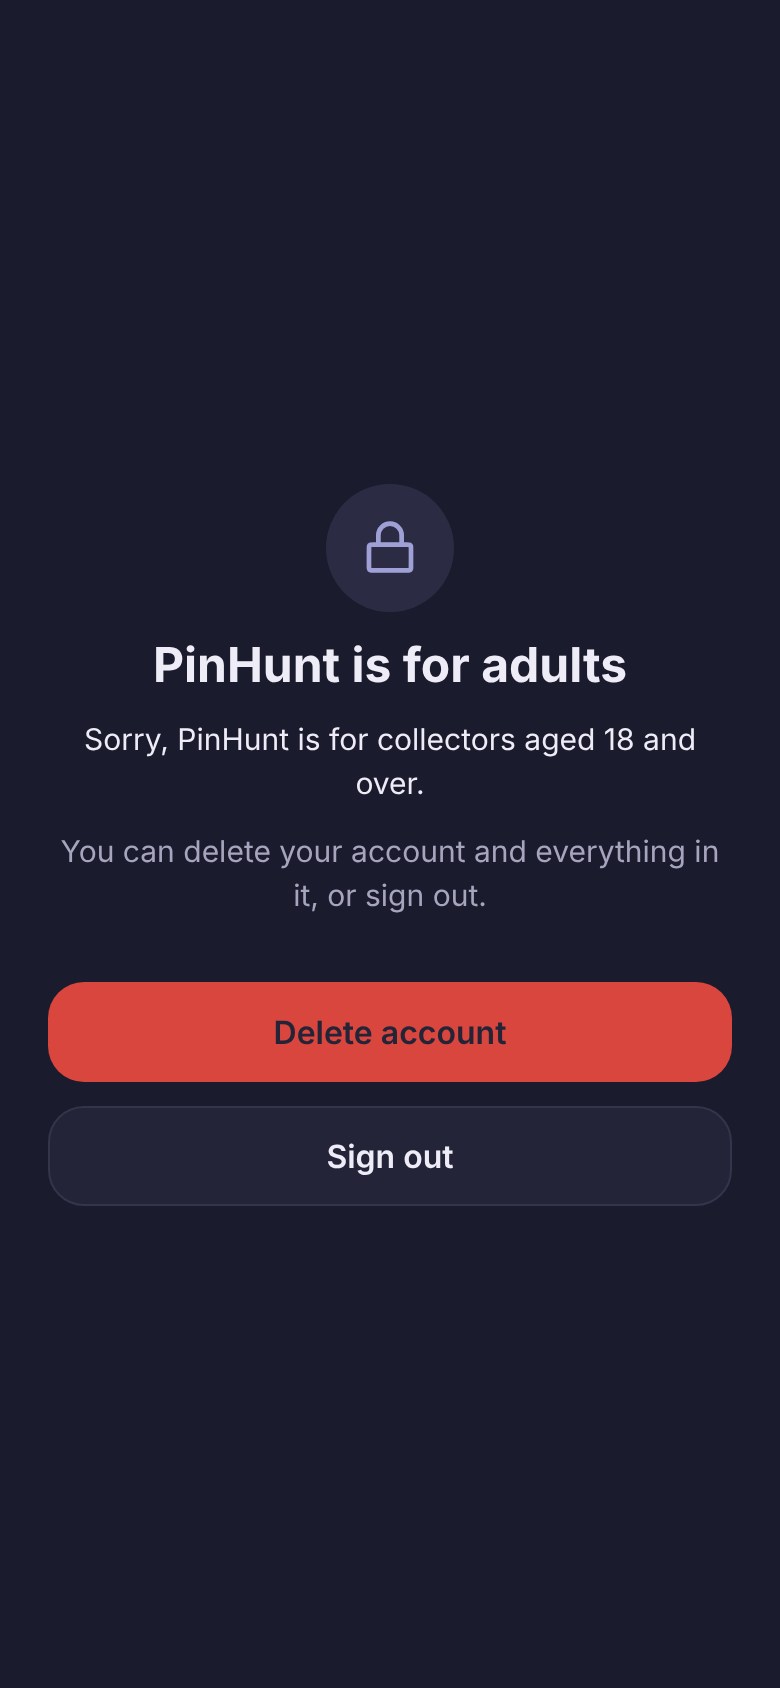 PinHunt is for adults
Sorry, PinHunt is for collectors aged 18 and
over.
You can delete your account and everything in
it, or sign out.
Delete account
Sign out